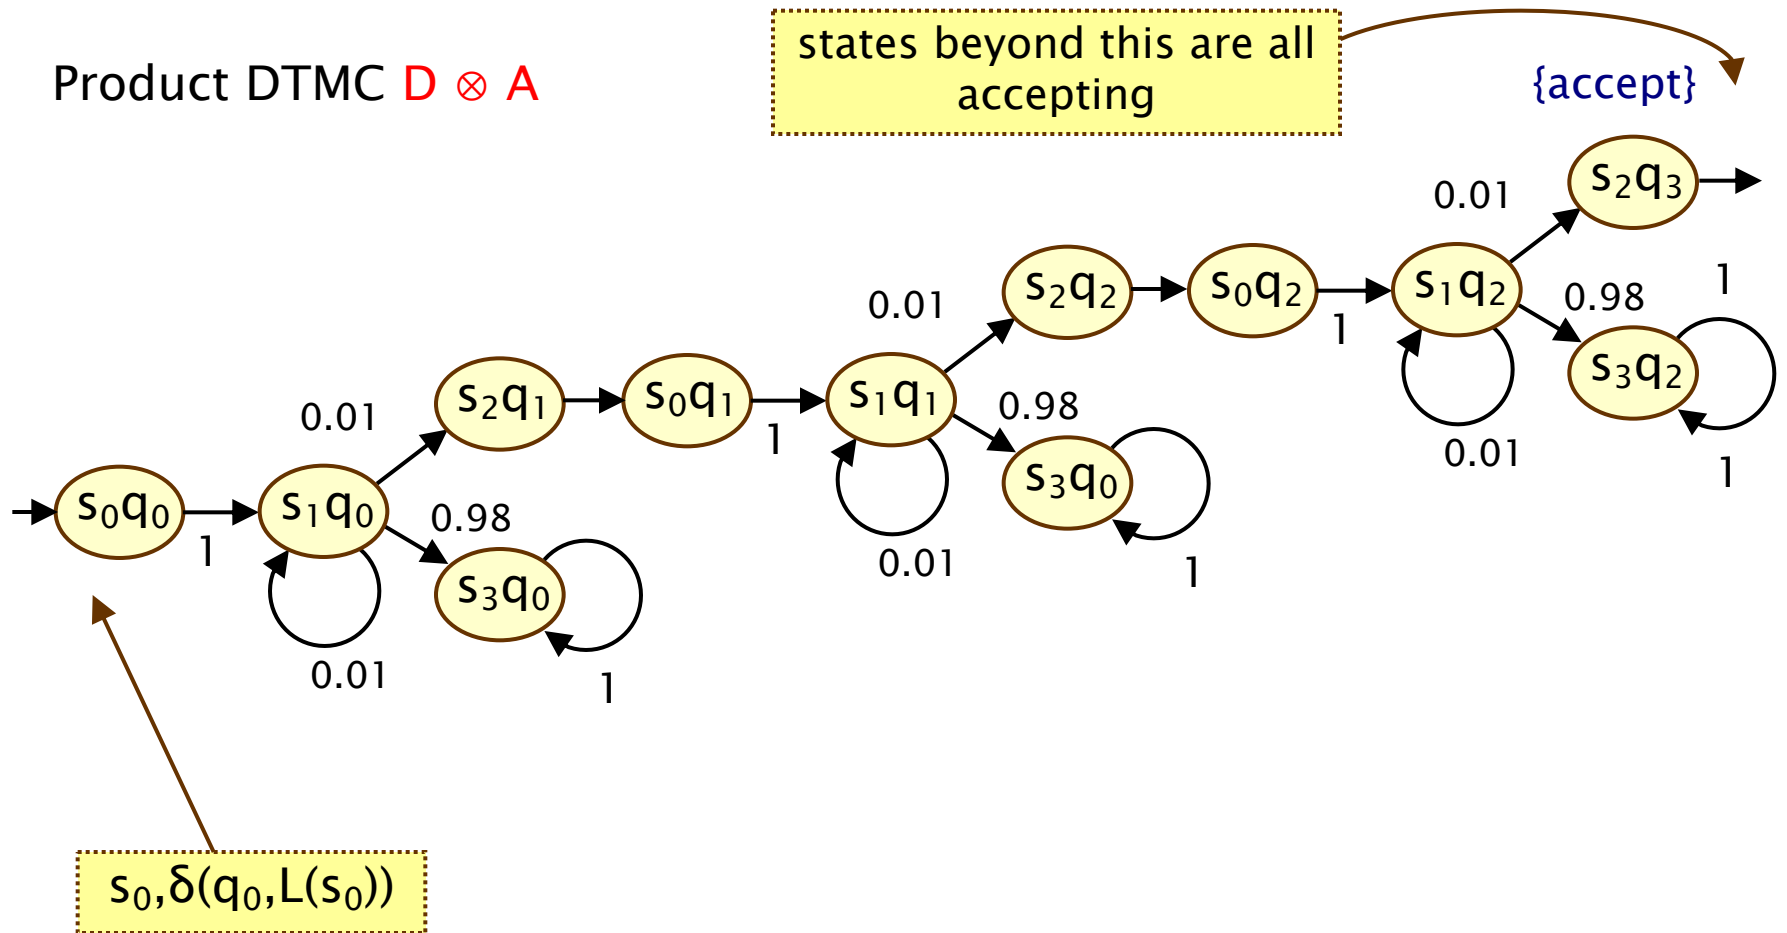 states beyond this are all
accepting
Product DTMC D ⊗ A
{accept}
s₂q₃
0.01
s₂q₂
s₀q₂
s₁q₂
1
0.01
0.98
1
s₃q₂
s₂q₁
s₀q₁
s₁q₁
0.01
0.98
1
0.01
1
s₀q₀
s₁q₀
s₃q₀
0.98
1
0.01
1
s₃q₀
0.01
1
s₀,δ(q₀,L(s₀))